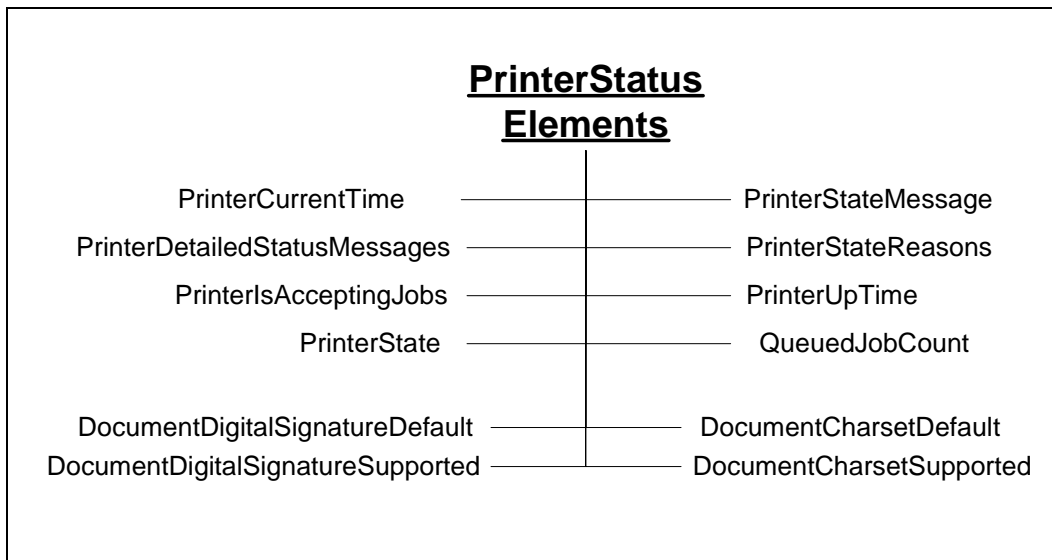 PrinterStatus
Elements
PrinterCurrentTime
PrinterStateMessage
PrinterDetailedStatusMessages
PrinterStateReasons
PrinterIsAcceptingJobs
PrinterUpTime
PrinterState
QueuedJobCount
DocumentDigitalSignatureDefault
DocumentCharsetDefault
DocumentDigitalSignatureSupported
DocumentCharsetSupported